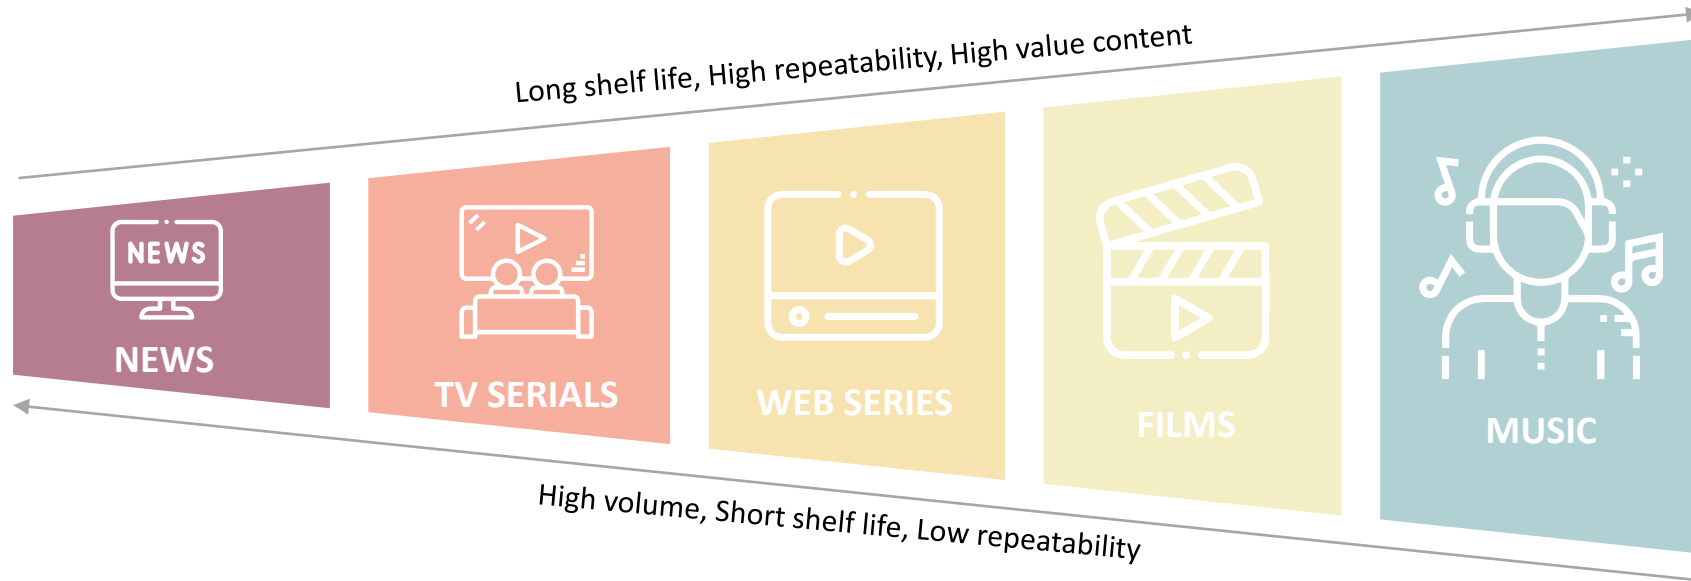 Long shelf life, High repeatability, High value content
NEWS
NEWS
TV SERIALS
WEB SERIES
FILMS
MUSIC
High volume, Short shelf life, Low repeatability